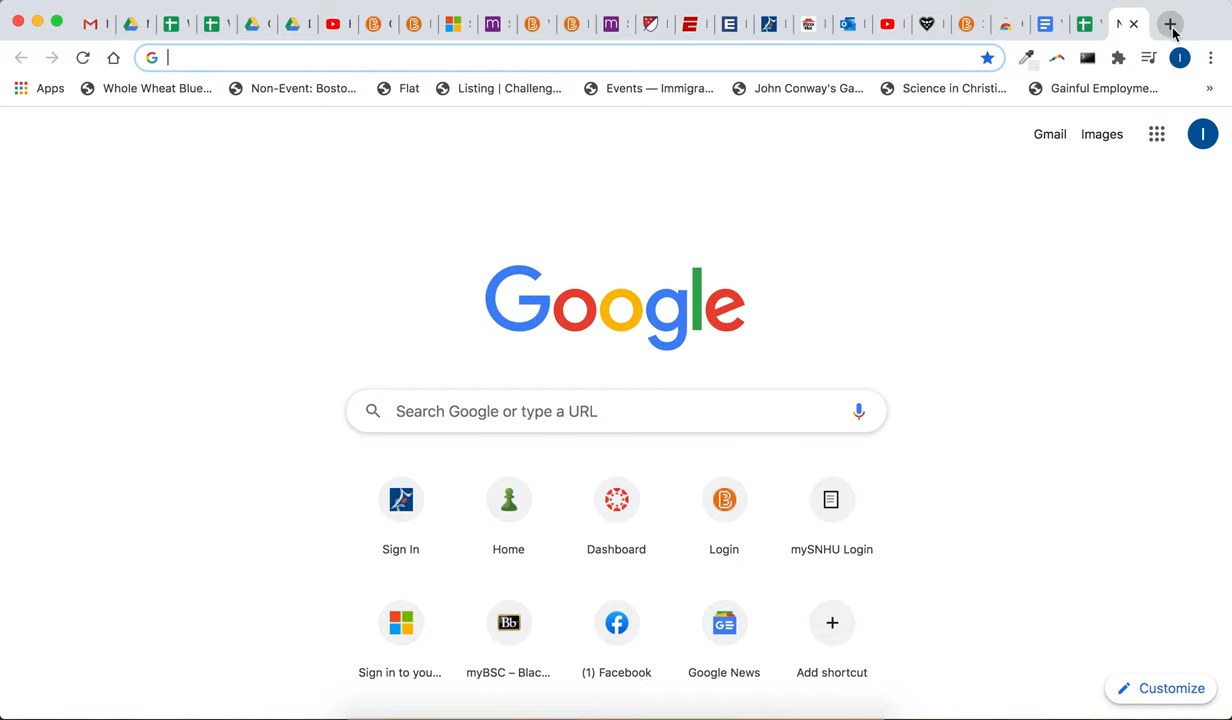 Apps Whole Wheat Blue... Non-Event: Bosto... Flat Listing | Challeng... Events — Immigra... John Conway's Ga... Science in Christi... Gainful Employme... »
Gmail Images I
Google
Search Google or type a URL
Sign In Home Dashboard Login mySNHU Login
Bb
Sign in to you... myBSC – Blac... (1) Facebook Google News Add shortcut
Customize